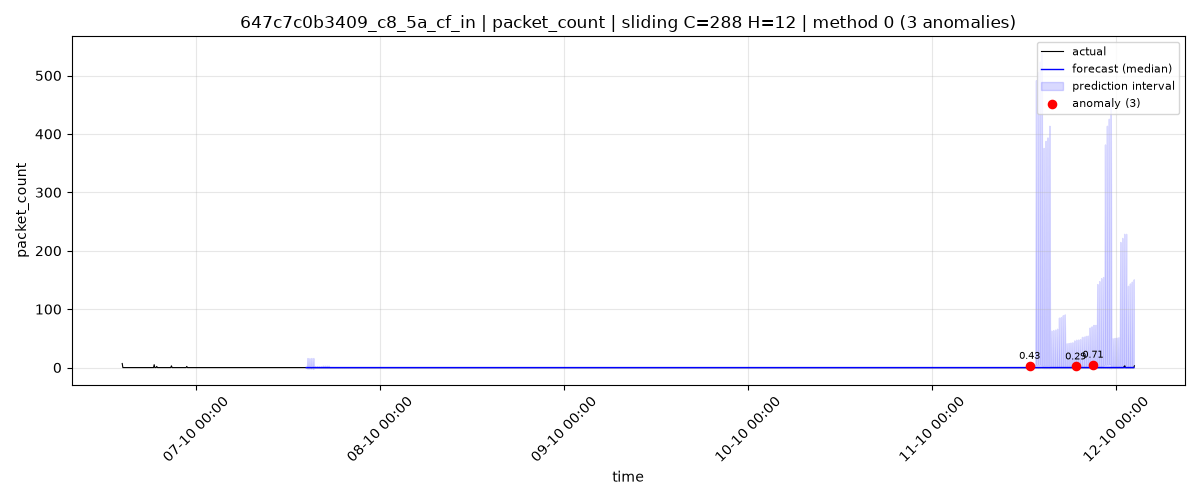 647c7c0b3409_c8_5a_cf_in | packet_count | sliding C=288 H=12 | method 0 (3 anomalies)
actual
forecast (median)
prediction interval
anomaly (3)
packet_count
500
400
300
200
100
0
0.43
0.29
0.71
07-10 00:00
08-10 00:00
09-10 00:00
10-10 00:00
11-10 00:00
12-10 00:00
time